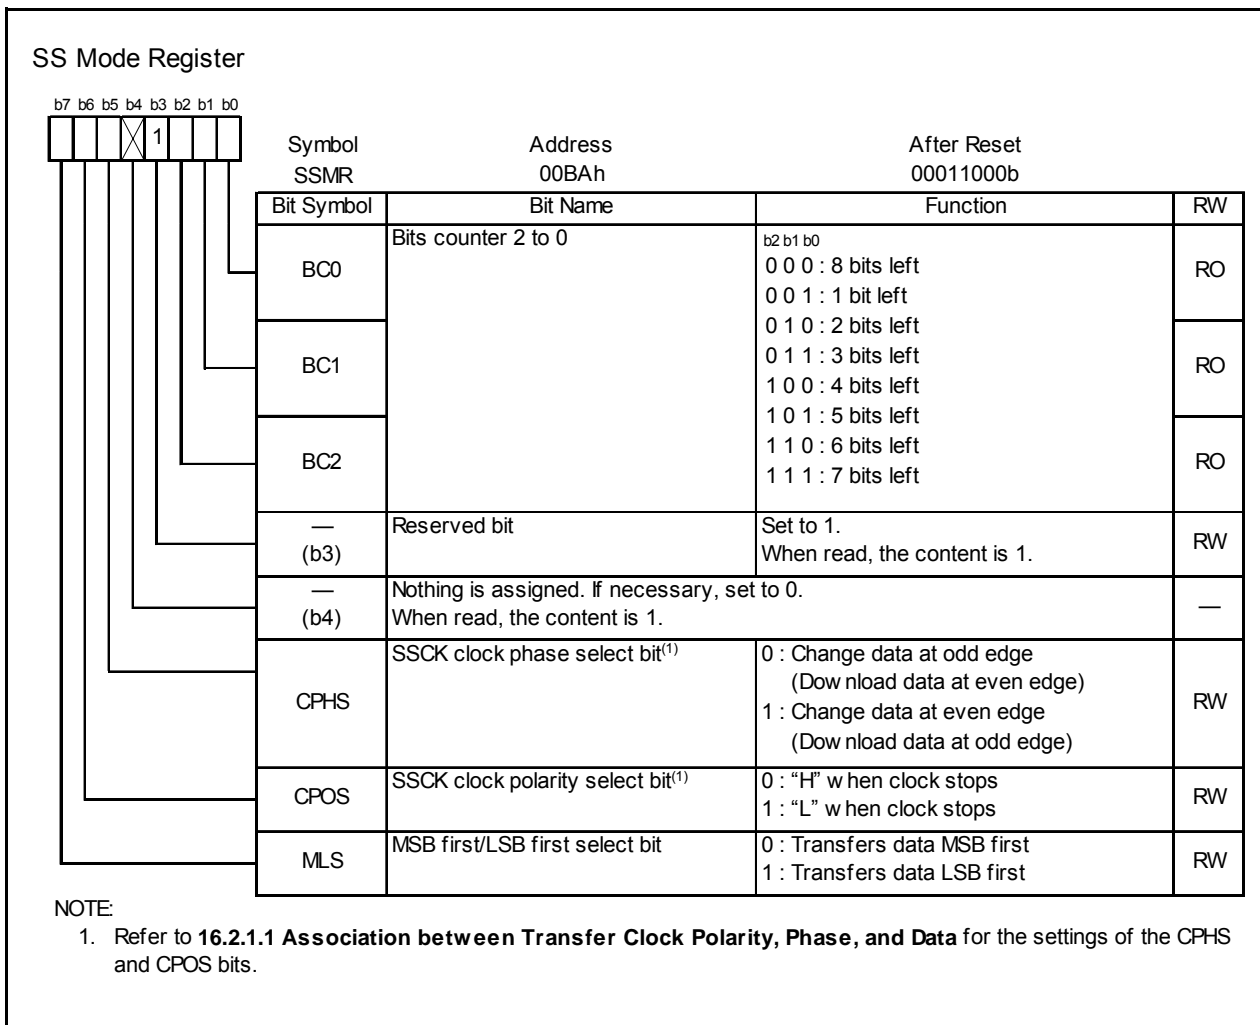 SS Mode Register
b7 b6 b5 b4 b3 b2 b1 b0
1
Symbol Address After Reset
SSMR 00BAh 00011000b
Bit Symbol Bit Name Function RW
BC0 Bits counter 2 to 0 b2 b1 b0
0 0 0 : 8 bits left RO
0 0 1 : 1 bit left
0 1 0 : 2 bits left
BC1 0 1 1 : 3 bits left RO
1 0 0 : 4 bits left
1 0 1 : 5 bits left
BC2 1 1 0 : 6 bits left RO
1 1 1 : 7 bits left
— Reserved bit Set to 1. RW
(b3) When read, the content is 1.
— Nothing is assigned. If necessary, set to 0. —
(b4) When read, the content is 1.
CPHS SSCK clock phase select bit(1) 0 : Change data at odd edge RW
(Download data at even edge)
1 : Change data at even edge
(Download data at odd edge)
CPOS SSCK clock polarity select bit(1) 0 : “H” when clock stops RW
1 : “L” when clock stops
MLS MSB first/LSB first select bit 0 : Transfers data MSB first RW
1 : Transfers data LSB first
NOTE:
1. Refer to 16.2.1.1 Association between Transfer Clock Polarity, Phase, and Data for the settings of the CPHS
and CPOS bits.